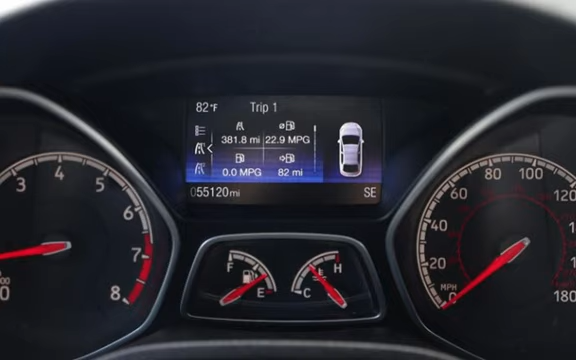 82°F Trip 1
381.8 mi 22.9 MPG
0.0 MPG 82 mi
055120mi SE
3 4 5 6 7 8
F E C H
MPH 20 40 60 80 100 120 180